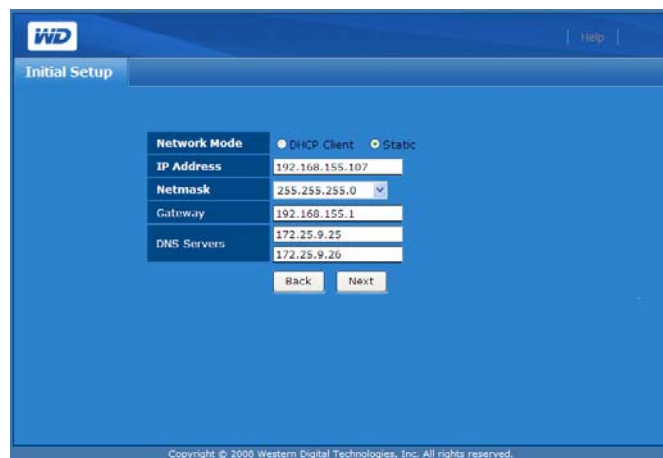 WD
Help
Initial Setup
Network Mode DHCP Client Static
IP Address 192.168.155.107
Netmask 255.255.255.0
Gateway 192.168.155.1
DNS Servers 172.25.9.25
172.25.9.26
Back Next
Copyright © 2008 Western Digital Technologies, Inc. All rights reserved.